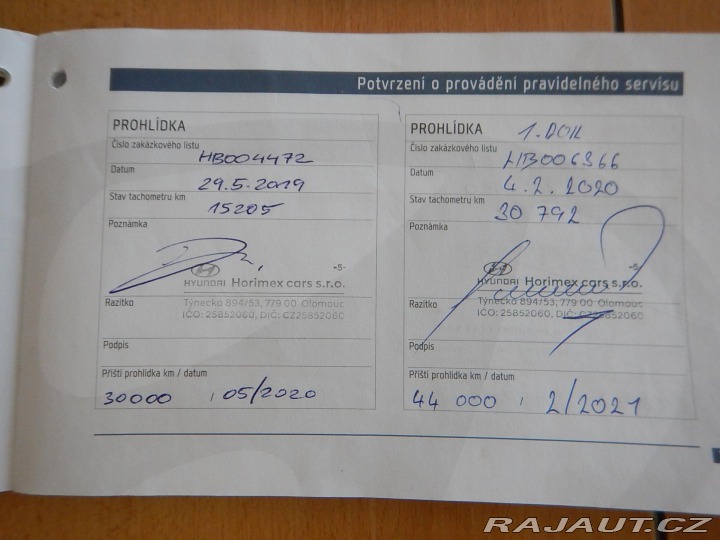 Potvrzení o provádění pravidelného servisu
PROHLÍDKA
Číslo zakázkového listu
HB004472
Datum
29.5.2019
Stav tachometru km
15205
Poznámka
-5-
HYUNDAI Horimex cars s.r.o.
Razítko
Týnecká 894/53, 779 00 Olomouc
IČO: 25852060, DIČ: CZ25852060
Podpis
Příští prohlídka km / datum
30000 / 05/2020
PROHLÍDKA
Číslo zakázkového listu
HB006366
Datum
4.2.2020
Stav tachometru km
30 792
Poznámka
-5-
HYUNDAI Horimex cars s.r.o.
Razítko
Týnecká 894/53, 779 00 Olomouc
IČO: 25852060, DIČ: CZ25852060
Podpis
Příští prohlídka km / datum
44 000 / 2/2021
RAJAUT.CZ